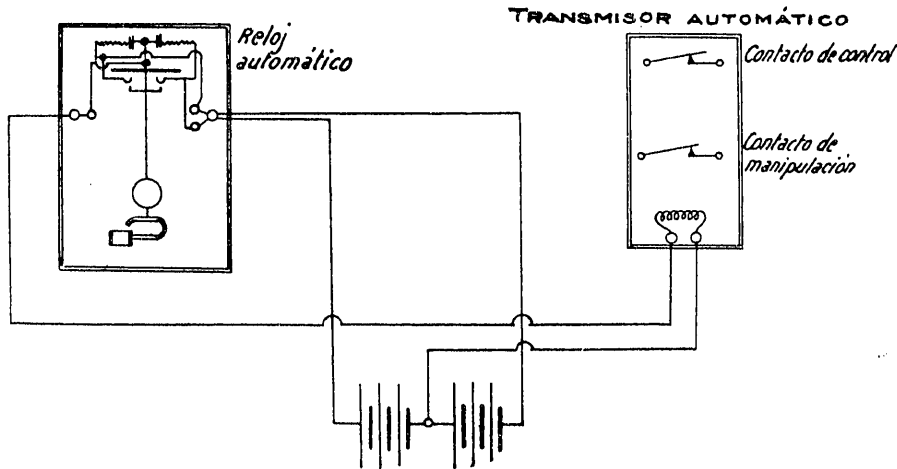 TRANSMISOR AUTOMÁTICO
Reloj
automático
Contacto de control
Contacto de
manipulación